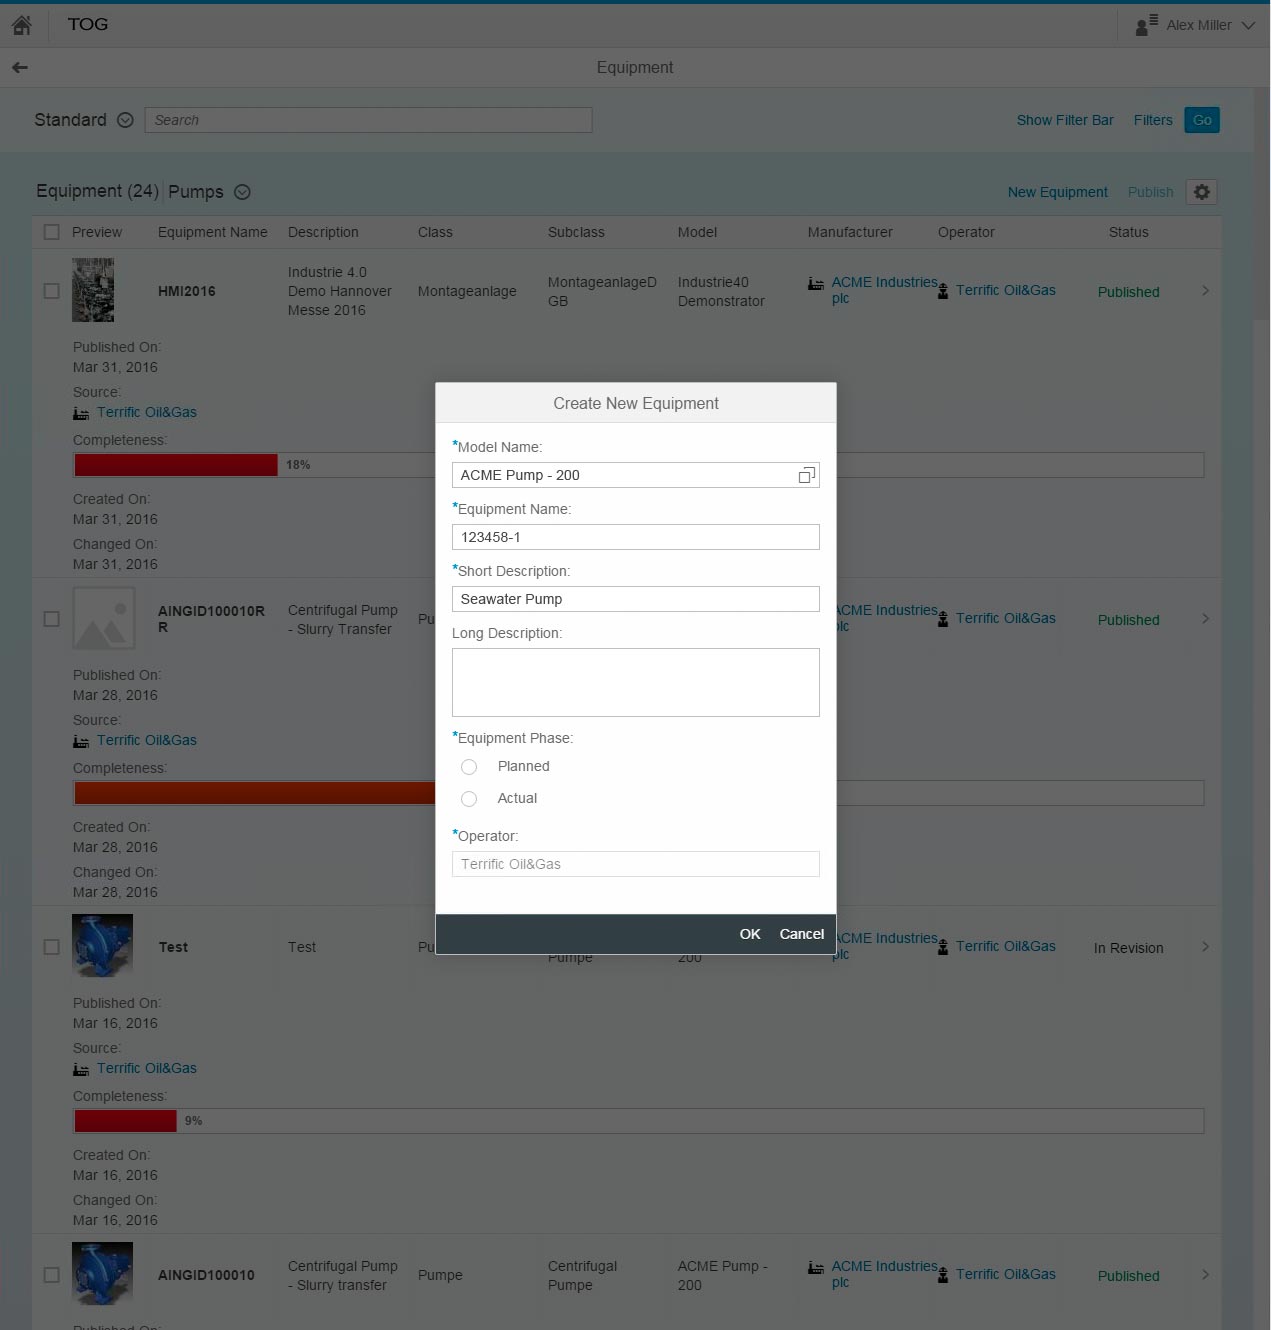 TOG
Alex Miller
Equipment
Standard
Search
Show Filter Bar Filters Go
Equipment (24) Pumps
New Equipment Publish
Preview Equipment Name Description Class Subclass Model Manufacturer Operator Status
HMI2016
Industrie 4.0
Demo Hannover
Messe 2016
Montageanlage
MontageanlageD
GB
Industrie40
Demonstrator
ACME Industries
plc
Terrific Oil&Gas
Published
Published On:
Mar 31, 2016
Source:
Terrific Oil&Gas
Completeness:
18%
Created On:
Mar 31, 2016
Changed On:
Mar 31, 2016
AINGID100010R
R
Centrifugal Pump
- Slurry Transfer
Pu
ACME Industries
plc
Terrific Oil&Gas
Published
Published On:
Mar 28, 2016
Source:
Terrific Oil&Gas
Completeness:
Created On:
Mar 28, 2016
Changed On:
Mar 28, 2016
Test
Test
Pu
Pumpe
200
ACME Industries
plc
Terrific Oil&Gas
In Revision
Published On:
Mar 16, 2016
Source:
Terrific Oil&Gas
Completeness:
9%
Created On:
Mar 16, 2016
Changed On:
Mar 16, 2016
AINGID100010
Centrifugal Pump
- Slurry transfer
Pumpe
Centrifugal
Pumpe
ACME Pump -
200
ACME Industries
plc
Terrific Oil&Gas
Published
Published On:
Create New Equipment
*Model Name:
ACME Pump - 200
*Equipment Name:
123458-1
*Short Description:
Seawater Pump
Long Description:
*Equipment Phase:
Planned
Actual
*Operator:
Terrific Oil&Gas
OK Cancel